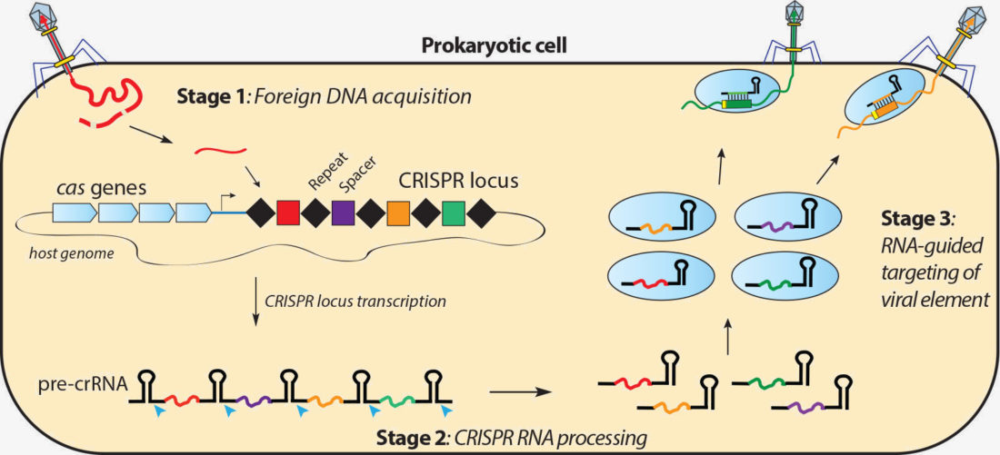 Prokaryotic cell
Stage 1: Foreign DNA acquisition
cas genes
Repeat
Spacer
CRISPR locus
host genome
CRISPR locus transcription
pre-crRNA
Stage 2: CRISPR RNA processing
Stage 3:
RNA-guided
targeting of
viral element